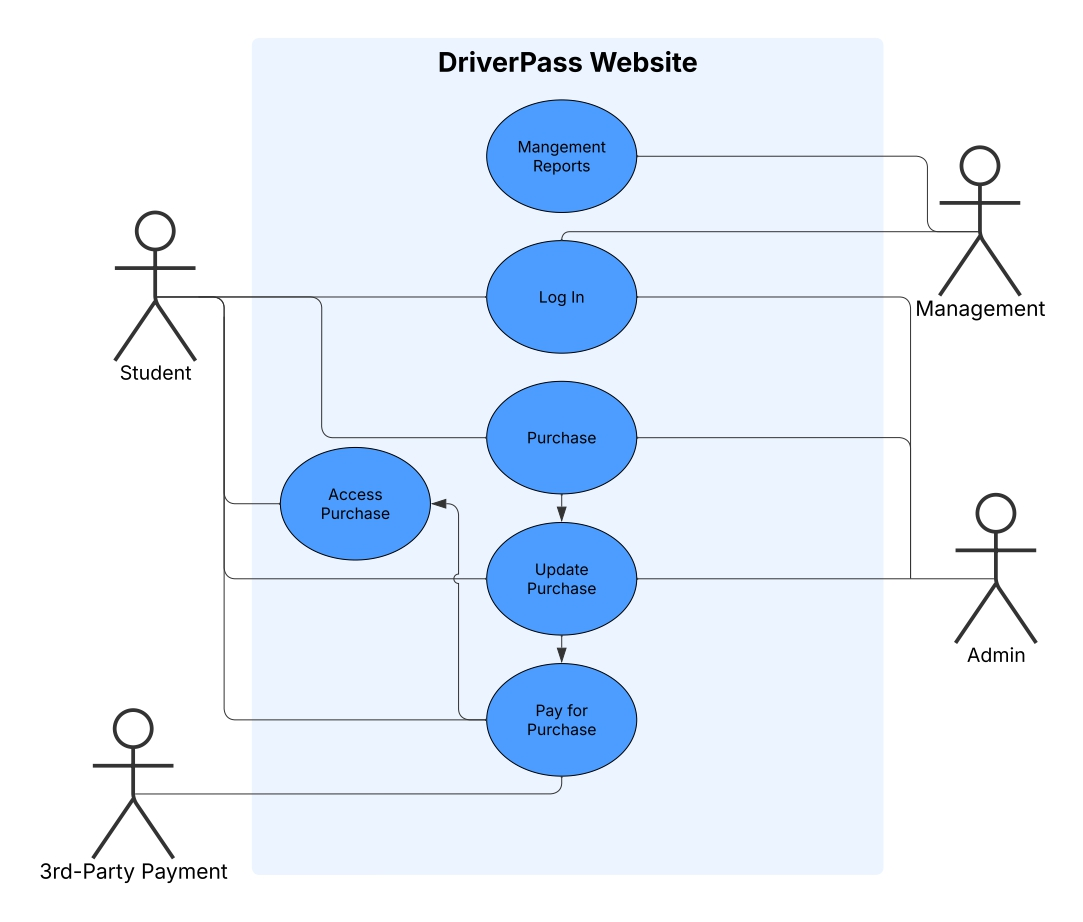 DriverPass Website
Mangement
Reports
Log In
Management
Student
Purchase
Access
Purchase
Update
Purchase
Admin
Pay for
Purchase
3rd-Party Payment